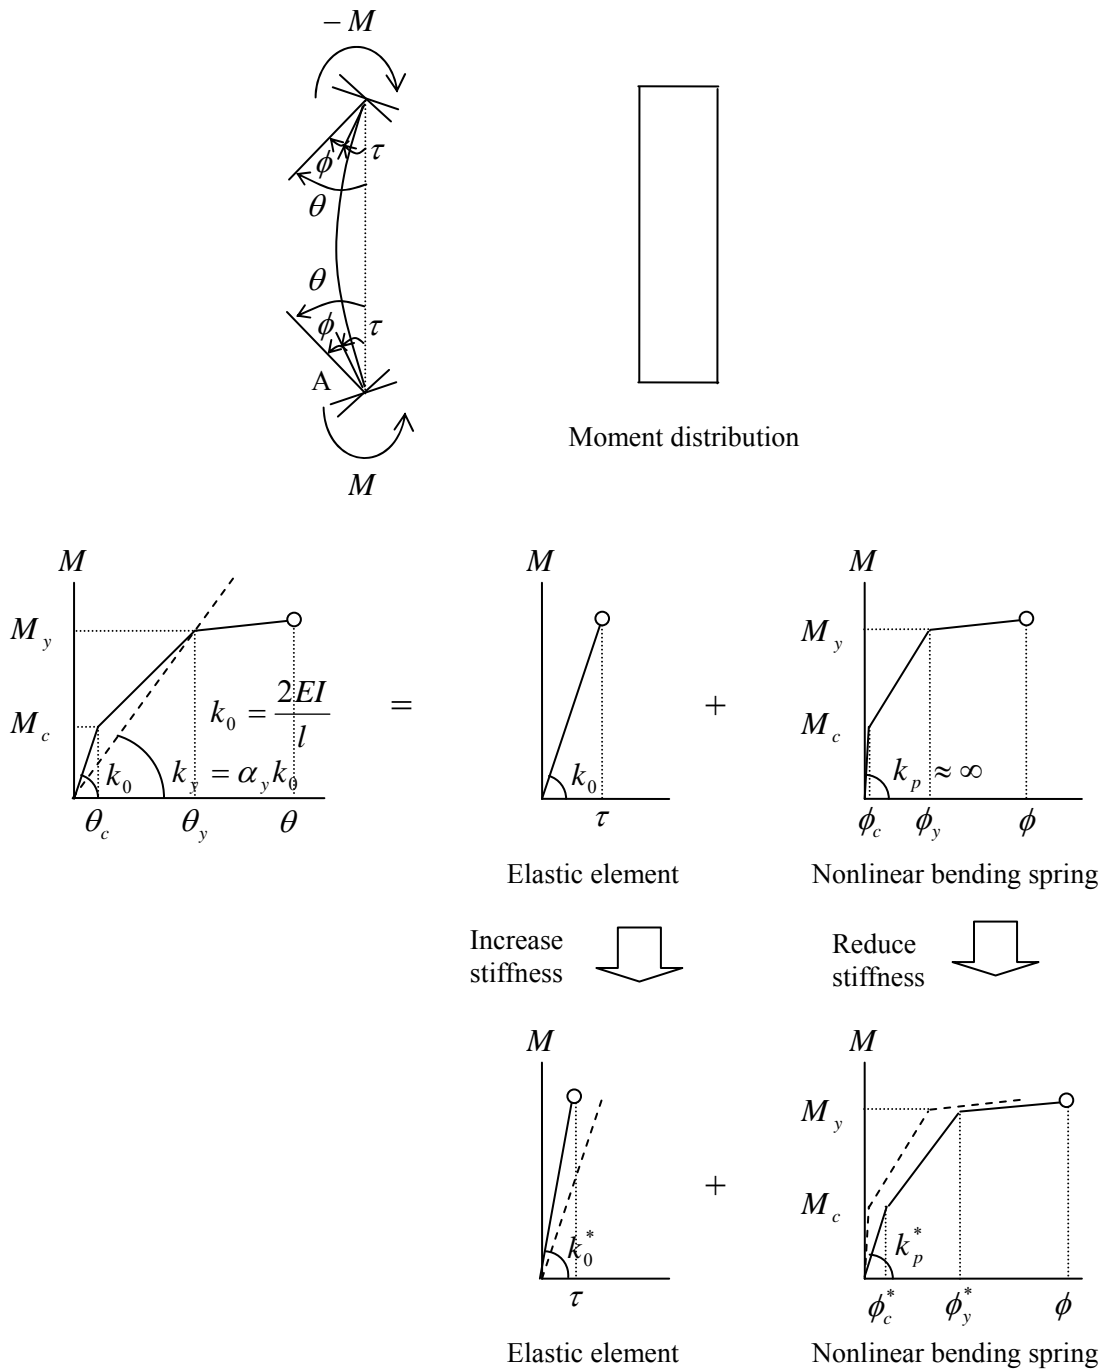 − M
ϕ τ
θ
θ
ϕ τ
A
M
Moment distribution
M M M
M_y M_y
k_0 = 2EI / l
= +
M_c M_c
k_0 k_y = α_y k_0 k_0 k_p ≈ ∞
θ_c θ_y θ τ ϕ_c ϕ_y ϕ
Elastic element Nonlinear bending spring
Increase
stiffness
Reduce
stiffness
M M
M_y
+
M_c
k_0^* k_p^*
τ ϕ_c^* ϕ_y^* ϕ
Elastic element Nonlinear bending spring